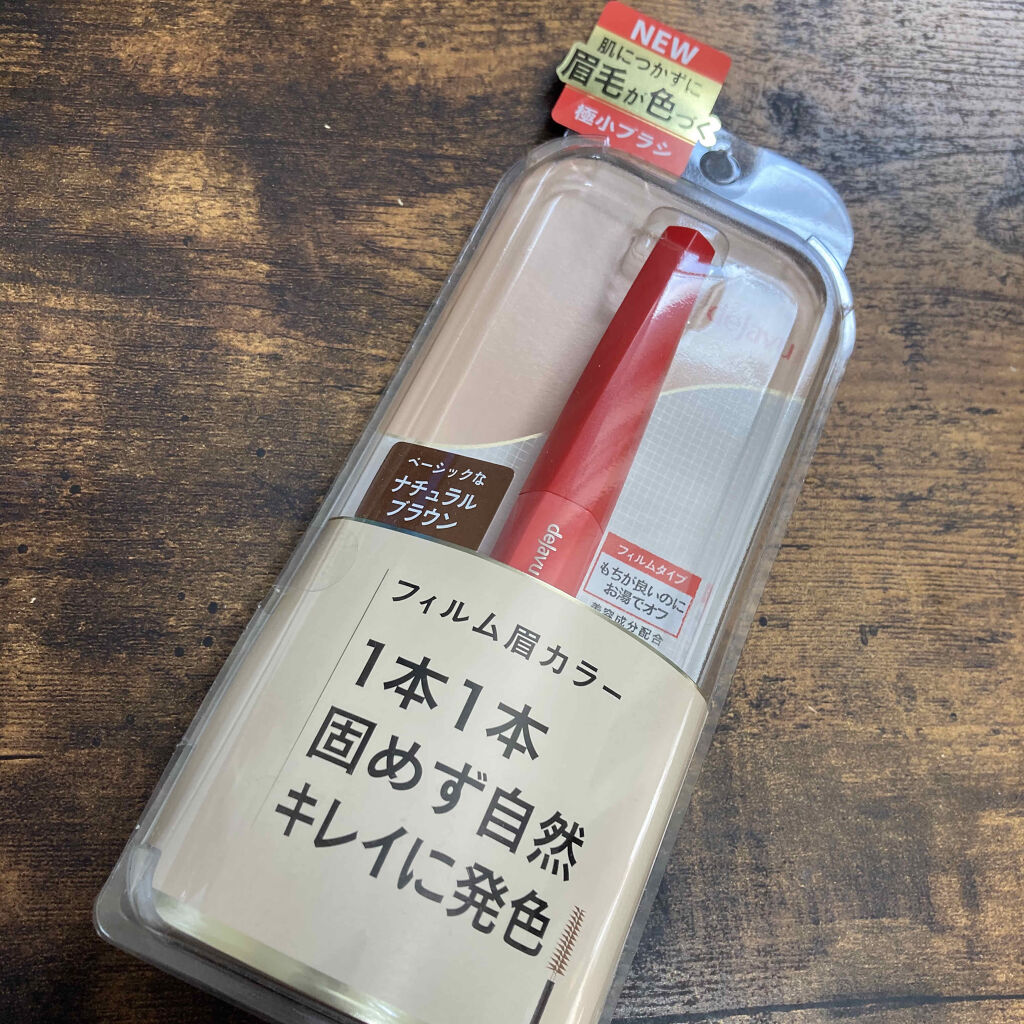 NEW
肌につかずに
眉毛が色づく
極小ブラシ
dejavu
ベーシックな
ナチュラル
ブラウン
dejavu
フィルムタイプ
もちが良いのに
お湯でオフ
美容成分配合
フィルム眉カラー
1本1本
固めず自然
キレイに発色